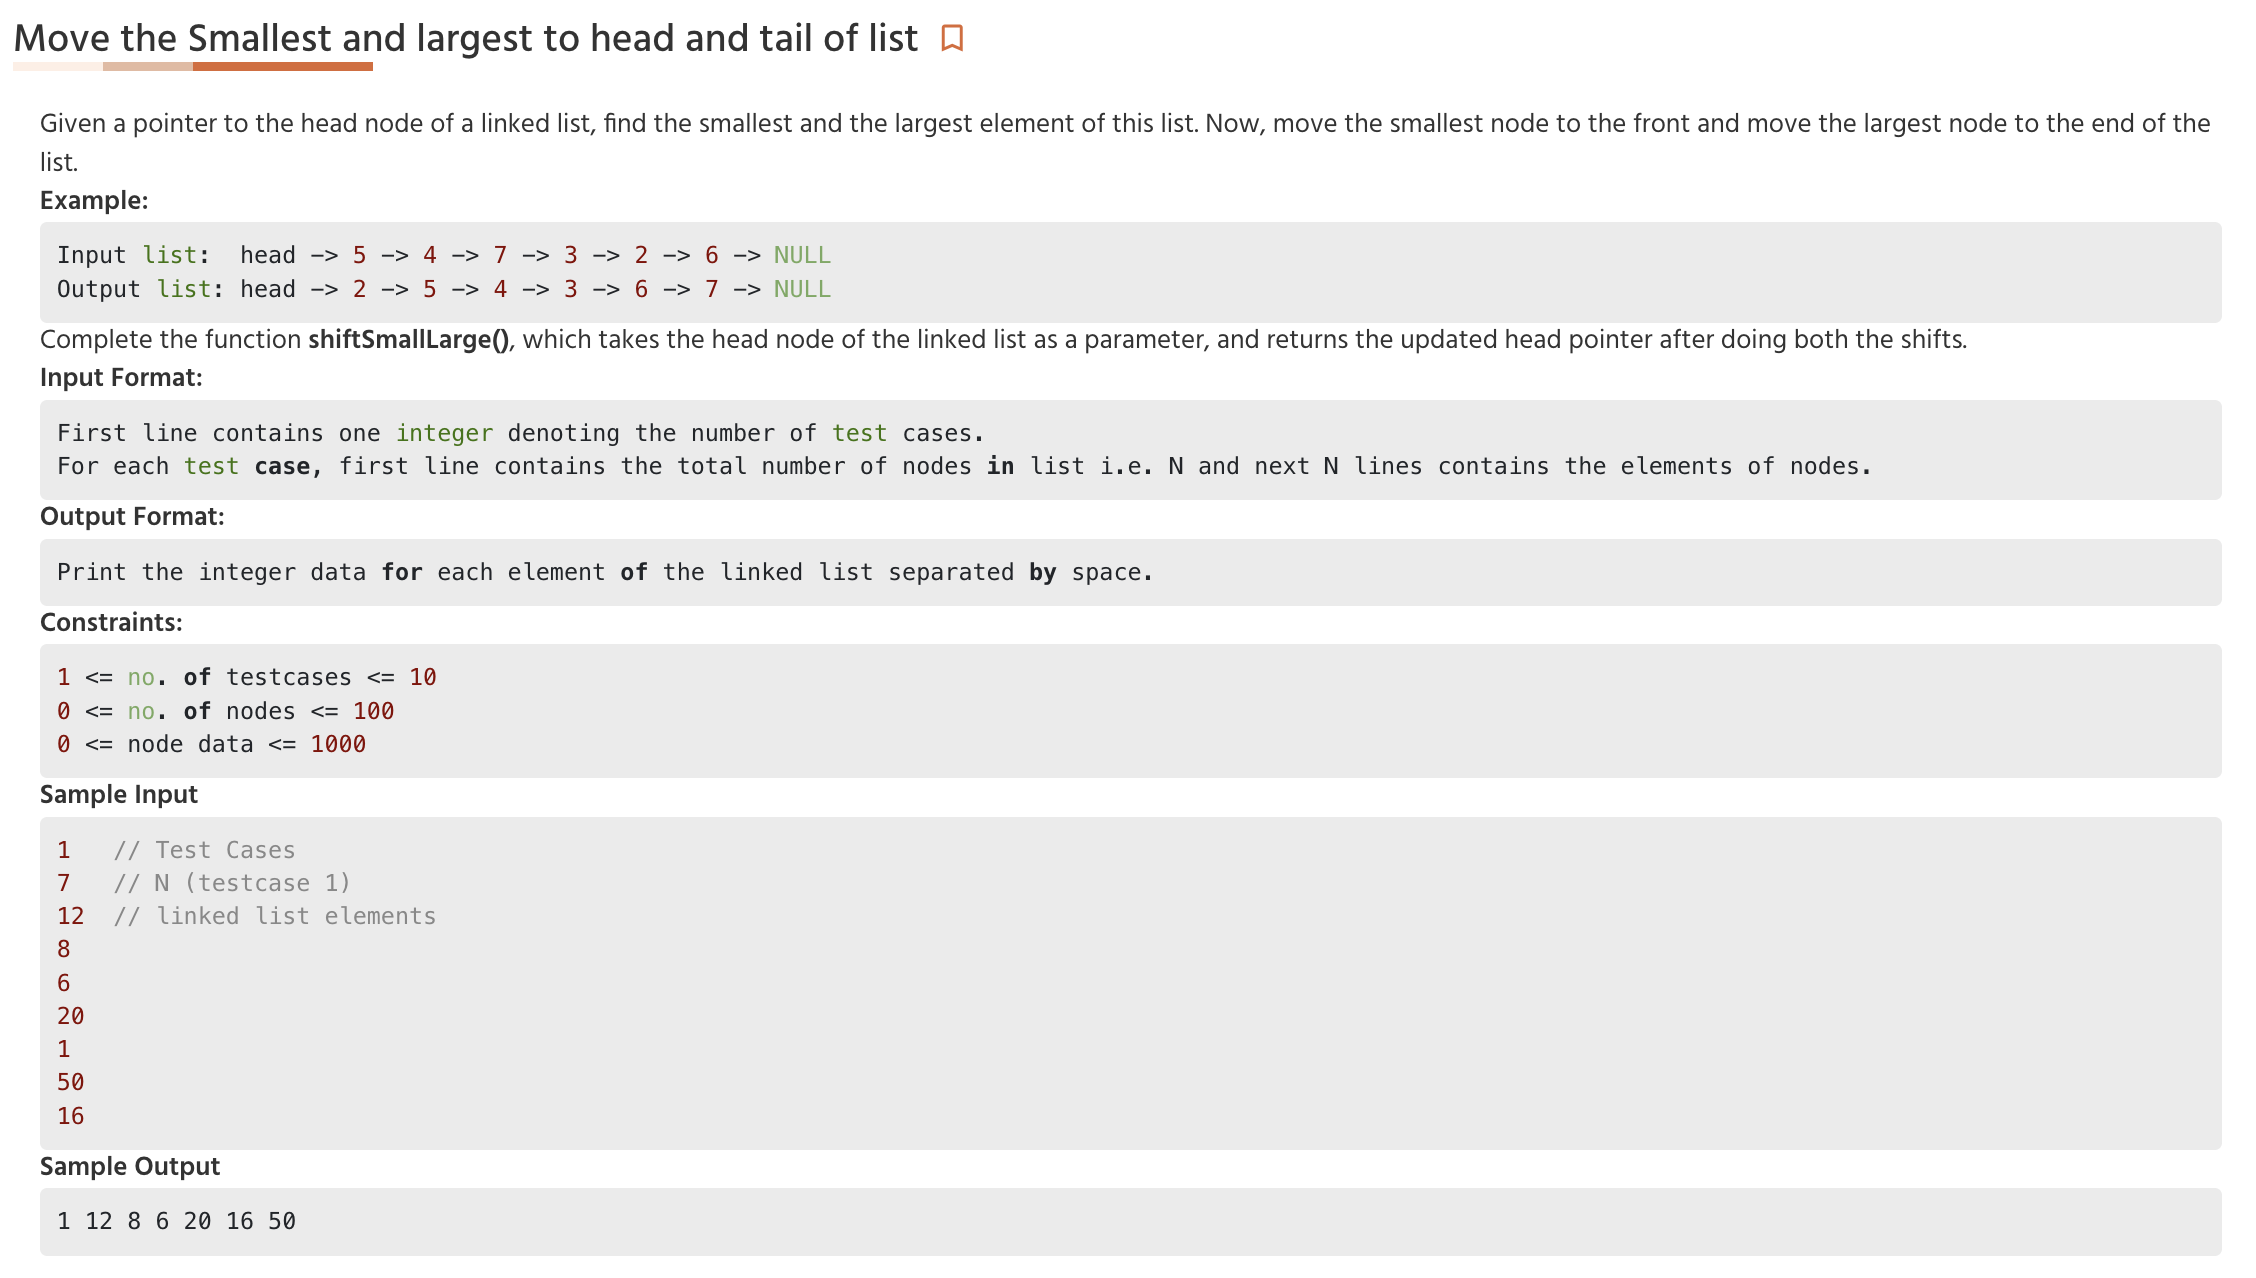 Move the Smallest and largest to head and tail of list
Given a pointer to the head node of a linked list, find the smallest and the largest element of this list. Now, move the smallest node to the front and move the largest node to the end of the
list.
Example:
Input list:  head -> 5 -> 4 -> 7 -> 3 -> 2 -> 6 -> NULL
Output list: head -> 2 -> 5 -> 4 -> 3 -> 6 -> 7 -> NULL
Complete the function shiftSmallLarge(), which takes the head node of the linked list as a parameter, and returns the updated head pointer after doing both the shifts.
Input Format:
First line contains one integer denoting the number of test cases.
For each test case, first line contains the total number of nodes in list i.e. N and next N lines contains the elements of nodes.
Output Format:
Print the integer data for each element of the linked list separated by space.
Constraints:
1 <= no. of testcases <= 10
0 <= no. of nodes <= 100
0 <= node data <= 1000
Sample Input
1   // Test Cases
7   // N (testcase 1)
12  // linked list elements
8
6
20
1
50
16
Sample Output
1 12 8 6 20 16 50